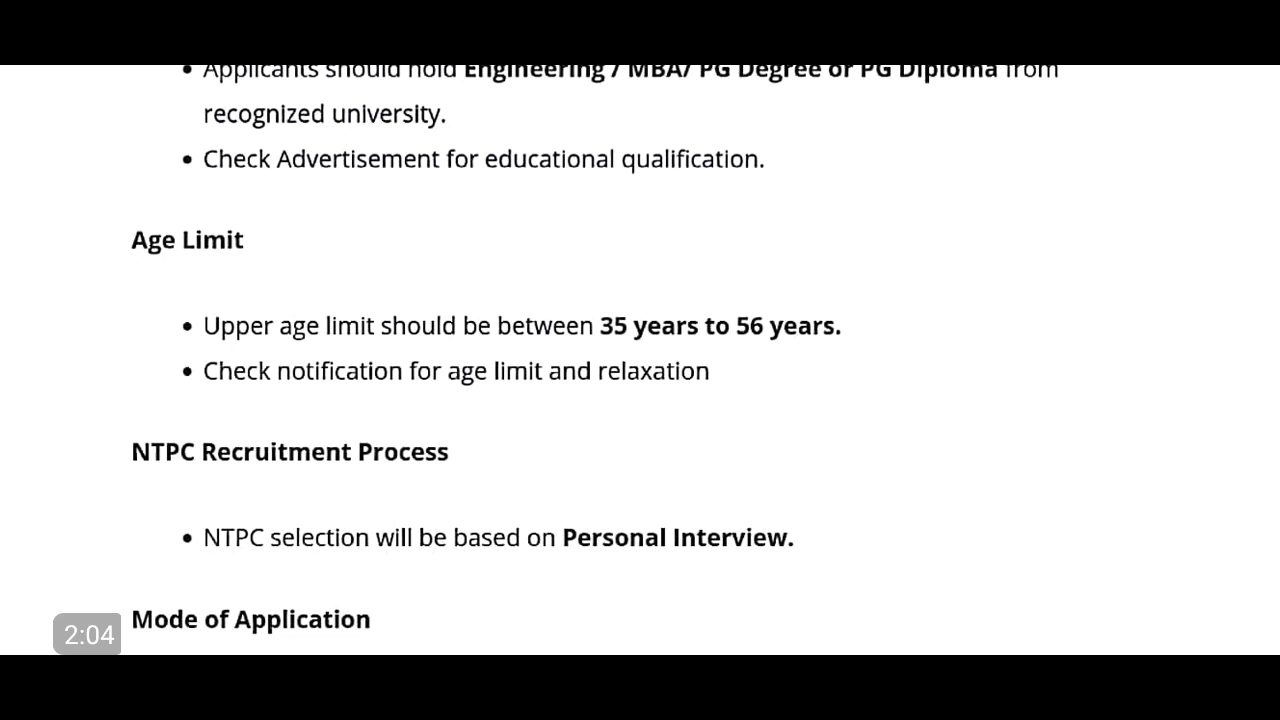 • Applicants should hold Engineering / MBA/ PG Degree or PG Diploma from
recognized university.
• Check Advertisement for educational qualification.
Age Limit
• Upper age limit should be between 35 years to 56 years.
• Check notification for age limit and relaxation
NTPC Recruitment Process
• NTPC selection will be based on Personal Interview.
Mode of Application
2:04